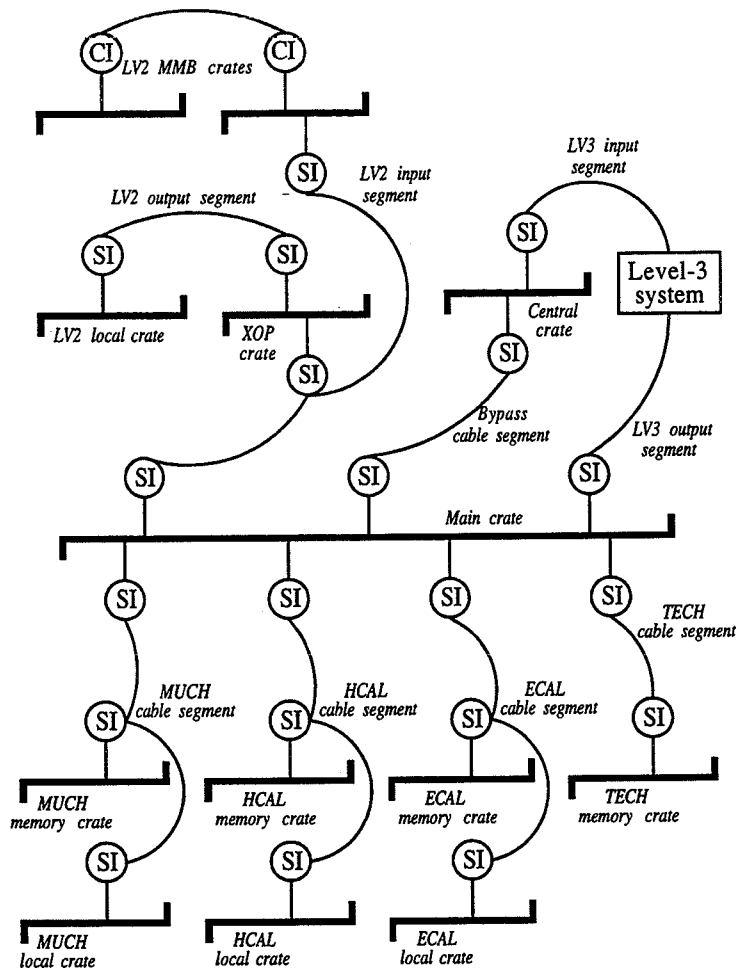 CI
CI
LV2 MMB crates
SI
LV2 input
segment
LV3 input
segment
LV2 output segment
SI
SI
SI
Level-3
system
LV2 local crate
XOP
crate
Central
crate
SI
SI
Bypass
cable segment
LV3 output
segment
SI
SI
SI
Main crate
SI
SI
SI
SI
TECH
cable segment
MUCH
cable segment
HCAL
cable segment
ECAL
cable segment
SI
SI
SI
SI
MUCH
memory crate
HCAL
memory crate
ECAL
memory crate
TECH
memory crate
SI
SI
SI
MUCH
local crate
HCAL
local crate
ECAL
local crate